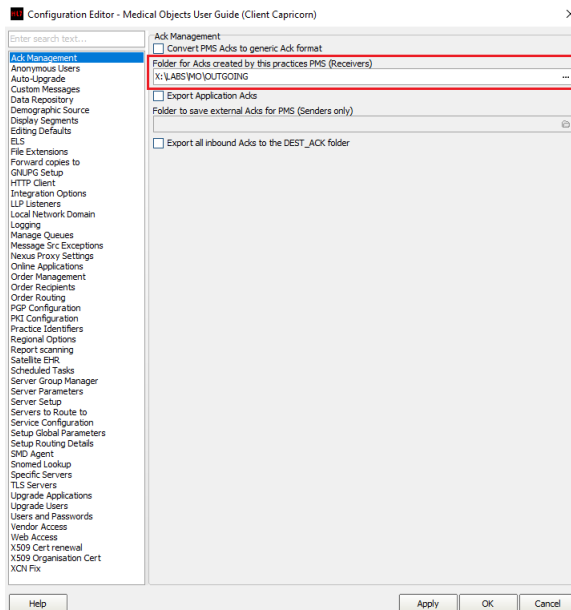 Configuration Editor - Medical Objects User Guide (Client Capricorn)
Enter search text...
Ack Management
Anonymous Users
Auto-Upgrade
Custom Messages
Data Repository
Demographic Source
Display Segments
Editing Defaults
ELS
File Extensions
Forward copies to
GNUPG Setup
HTTP Client
Integration Options
LLP Listeners
Local Network Domain
Logging
Manage Queues
Message Src Exceptions
Nexus Proxy Settings
Online Applications
Order Management
Order Recipients
Order Routing
PGP Configuration
PKI Configuration
Practice Identifiers
Regional Options
Report scanning
Satellite EHR
Scheduled Tasks
Server Group Manager
Server Parameters
Server Setup
Servers to Route to
Service Configuration
Setup Global Parameters
Setup Routing Details
SMD Agent
Snomed Lookup
Specific Servers
TLS Servers
Upgrade Applications
Upgrade Users
Users and Passwords
Vendor Access
Web Access
X509 Cert renewal
X509 Organisation Cert
XCN Fix
Ack Management
Convert PMS Acks to generic Ack format
Folder for Acks created by this practices PMS (Receivers)
X:\LABS\MO\OUTGOING
...
Export Application Acks
Folder to save external Acks for PMS (Senders only)
Export all inbound Acks to the DEST_ACK folder
Help
Apply
OK
Cancel